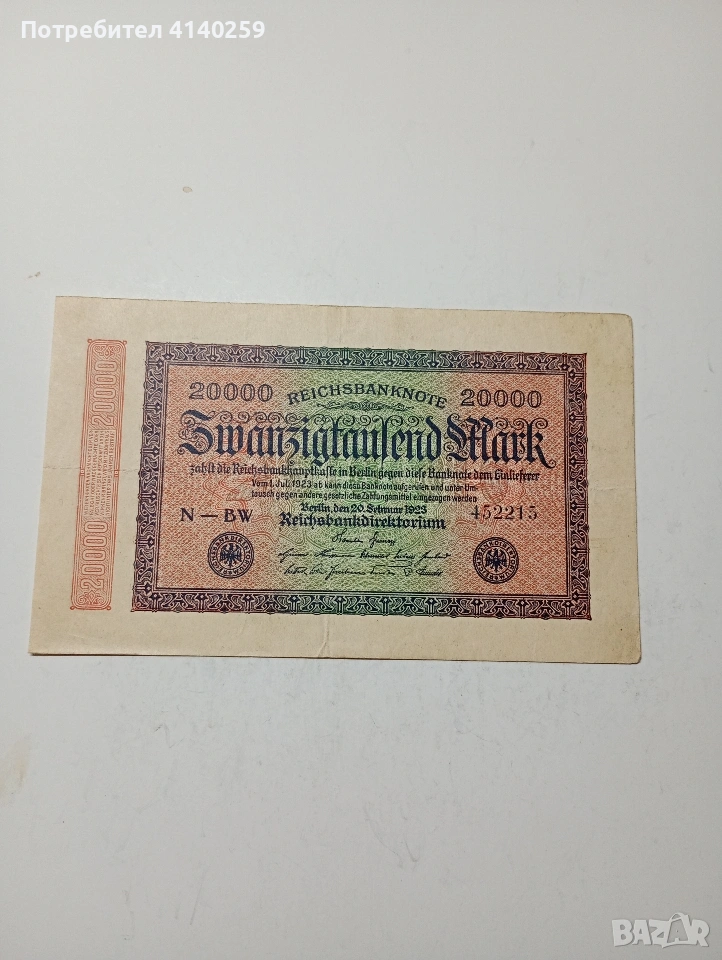 Потребител 4140259
20000 REICHSBANKNOTE 20000
Zwanzigtausend Mark
zahlt die Reichsbankhauptkasse in Berlin gegen diese Banknote dem Einlieferer
Vom 1. Juli 1923 ab kann diese Banknote aufgerufen und unter Um-
tausch gegen andere gesetzliche Zahlungsmittel eingezogen werden
Berlin, den 20. Februar 1923
N—BW Reichsbankdirektorium 452215
20000
20000
BAZAR